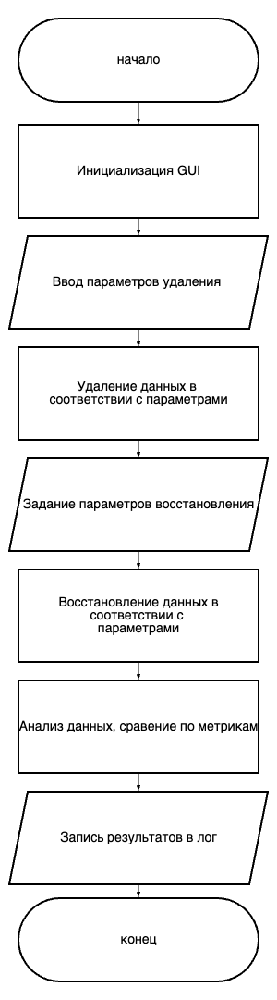 начало
Инициализация GUI
Ввод параметров удаления
Удаление данных в
соответствии с параметрами
Задание параметров восстановления
Восстановление данных в
соответствии с
параметрами
Анализ данных, сравение по метрикам
Запись результатов в лог
конец